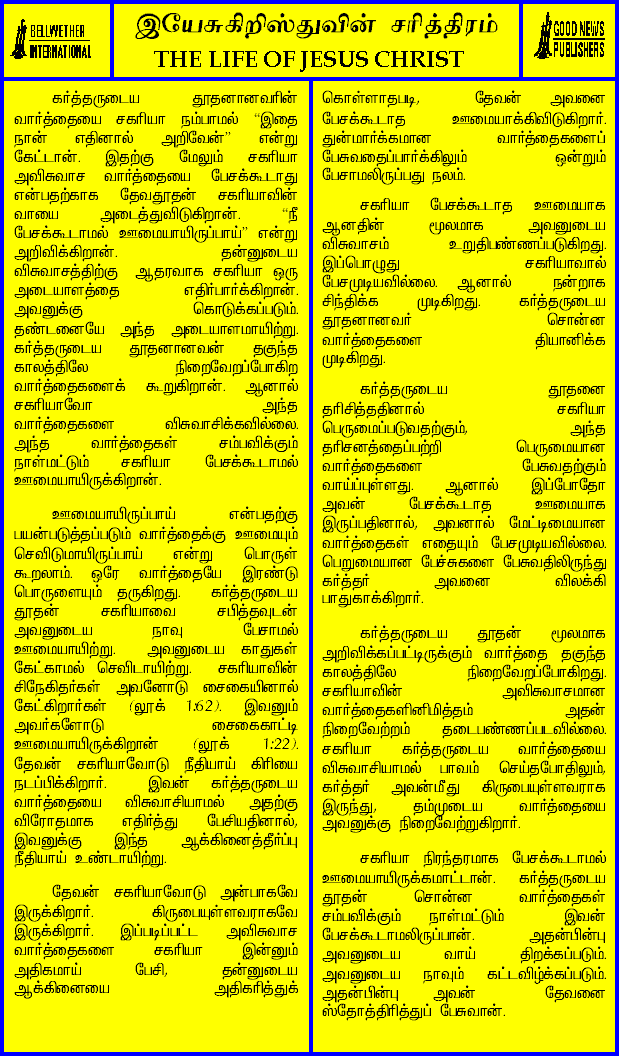 BELLWETHER
INTERNATIONAL
இயேசுகிறிஸ்துவின் சரித்திரம்
THE LIFE OF JESUS CHRIST
GOOD NEWS
PUBLISHERS
கர்த்தருடைய தூதனானவரின்
வார்த்தையை சகரியா நம்பாமல் “இதை
நான் எதினால் அறிவேன்” என்று
கேட்டான். இதற்கு மேலும் சகரியா
அவிசுவாச வார்த்தையை பேசக்கூடாது
என்பதற்காக தேவதூதன் சகரியாவின்
வாயை அடைத்துவிடுகிறான். “நீ
பேசக்கூடாமல் ஊமையாயிருப்பாய்” என்று
அறிவிக்கிறான். தன்னுடைய
விசுவாசத்திற்கு ஆதரவாக சகரியா ஒரு
அடையாளத்தை எதிர்பார்க்கிறான்.
அவனுக்கு கொடுக்கப்படும்.
தண்டனையே அந்த அடையாளமாயிற்று.
கர்த்தருடைய தூதனானவன் தகுந்த
காலத்திலே நிறைவேறப்போகிற
வார்த்தைகளைக் கூறுகிறான். ஆனால்
சகரியாவோ அந்த
வார்த்தைகளை விசுவாசிக்கவில்லை.
அந்த வார்த்தைகள் சம்பவிக்கும்
நாள்மட்டும் சகரியா பேசக்கூடாமல்
ஊமையாயிருக்கிறான்.
ஊமையாயிருப்பாய் என்பதற்கு
பயன்படுத்தப்படும் வார்த்தைக்கு ஊமையும்
செவிடுமாயிருப்பாய் என்று பொருள்
கூறலாம். ஒரே வார்த்தையே இரண்டு
பொருளையும் தருகிறது. கர்த்தருடைய
தூதன் சகரியாவை சபித்தவுடன்
அவனுடைய நாவு பேசாமல்
ஊமையாயிற்று. அவனுடைய காதுகள்
கேட்காமல் செவிடாயிற்று. சகரியாவின்
சிநேகிதர்கள் அவனோடு சைகையினால்
கேட்கிறார்கள் (லூக் 1:62). இவனும்
அவர்களோடு சைகைகாட்டி
ஊமையாயிருக்கிறான் (லூக் 1:22).
தேவன் சகரியாவோடு நீதியாய் கிரியை
நடப்பிக்கிறார். இவன் கர்த்தருடைய
வார்த்தையை விசுவாசியாமல் அதற்கு
விரோதமாக எதிர்த்து பேசியதினால்,
இவனுக்கு இந்த ஆக்கினைத்தீர்ப்பு
நீதியாய் உண்டாயிற்று.
தேவன் சகரியாவோடு அன்பாகவே
இருக்கிறார். கிருபையுள்ளவராகவே
இருக்கிறார். இப்படிப்பட்ட அவிசுவாச
வார்த்தைகளை சகரியா இன்னும்
அதிகமாய் பேசி, தன்னுடைய
ஆக்கினையை அதிகரித்துக்
கொள்ளாதபடி, தேவன் அவனை
பேசக்கூடாத ஊமையாக்கிவிடுகிறார்.
துன்மார்க்கமான வார்த்தைகளைப்
பேசுவதைப்பார்க்கிலும் ஒன்றும்
பேசாமலிருப்பது நலம்.
சகரியா பேசக்கூடாத ஊமையாக
ஆனதின் மூலமாக அவனுடைய
விசுவாசம் உறுதிபண்ணப்படுகிறது.
இப்பொழுது சகரியாவால்
பேசமுடியவில்லை. ஆனால் நன்றாக
சிந்திக்க முடிகிறது. கர்த்தருடைய
தூதனானவர் சொன்ன
வார்த்தைகளை தியானிக்க
முடிகிறது.
கர்த்தருடைய தூதனை
தரிசித்ததினால் சகரியா
பெருமைப்படுவதற்கும், அந்த
தரிசனத்தைப்பற்றி பெருமையான
வார்த்தைகளை பேசுவதற்கும்
வாய்ப்புள்ளது. ஆனால் இப்போதோ
அவன் பேசக்கூடாத ஊமையாக
இருப்பதினால், அவனால் மேட்டிமையான
வார்த்தைகள் எதையும் பேசமுடியவில்லை.
பெறுமையான பேச்சுகளை பேசுவதிலிருந்து
கர்த்தர் அவனை விலக்கி
பாதுகாக்கிறார்.
கர்த்தருடைய தூதன் மூலமாக
அறிவிக்கப்பட்டிருக்கும் வார்த்தை தகுந்த
காலத்திலே நிறைவேறப்போகிறது.
சகரியாவின் அவிசுவாசமான
வார்த்தைகளினிமித்தம் அதன்
நிறைவேற்றம் தடைபண்ணப்படவில்லை.
சகரியா கர்த்தருடைய வார்த்தையை
விசுவாசியாமல் பாவம் செய்தபோதிலும்,
கர்த்தர் அவன்மீது கிருபையுள்ளவராக
இருந்து, தம்முடைய வார்த்தையை
அவனுக்கு நிறைவேற்றுகிறார்.
சகரியா நிரந்தரமாக பேசக்கூடாமல்
ஊமையாயிருக்கமாட்டான். கர்த்தருடைய
தூதன் சொன்ன வார்த்தைகள்
சம்பவிக்கும் நாள்மட்டும் இவன்
பேசக்கூடாமலிருப்பான். அதன்பின்பு
அவனுடைய வாய் திறக்கப்படும்.
அவனுடைய நாவும் கட்டவிழ்க்கப்படும்.
அதன்பின்பு அவன் தேவனை
ஸ்தோத்திரித்துப் பேசுவான்.